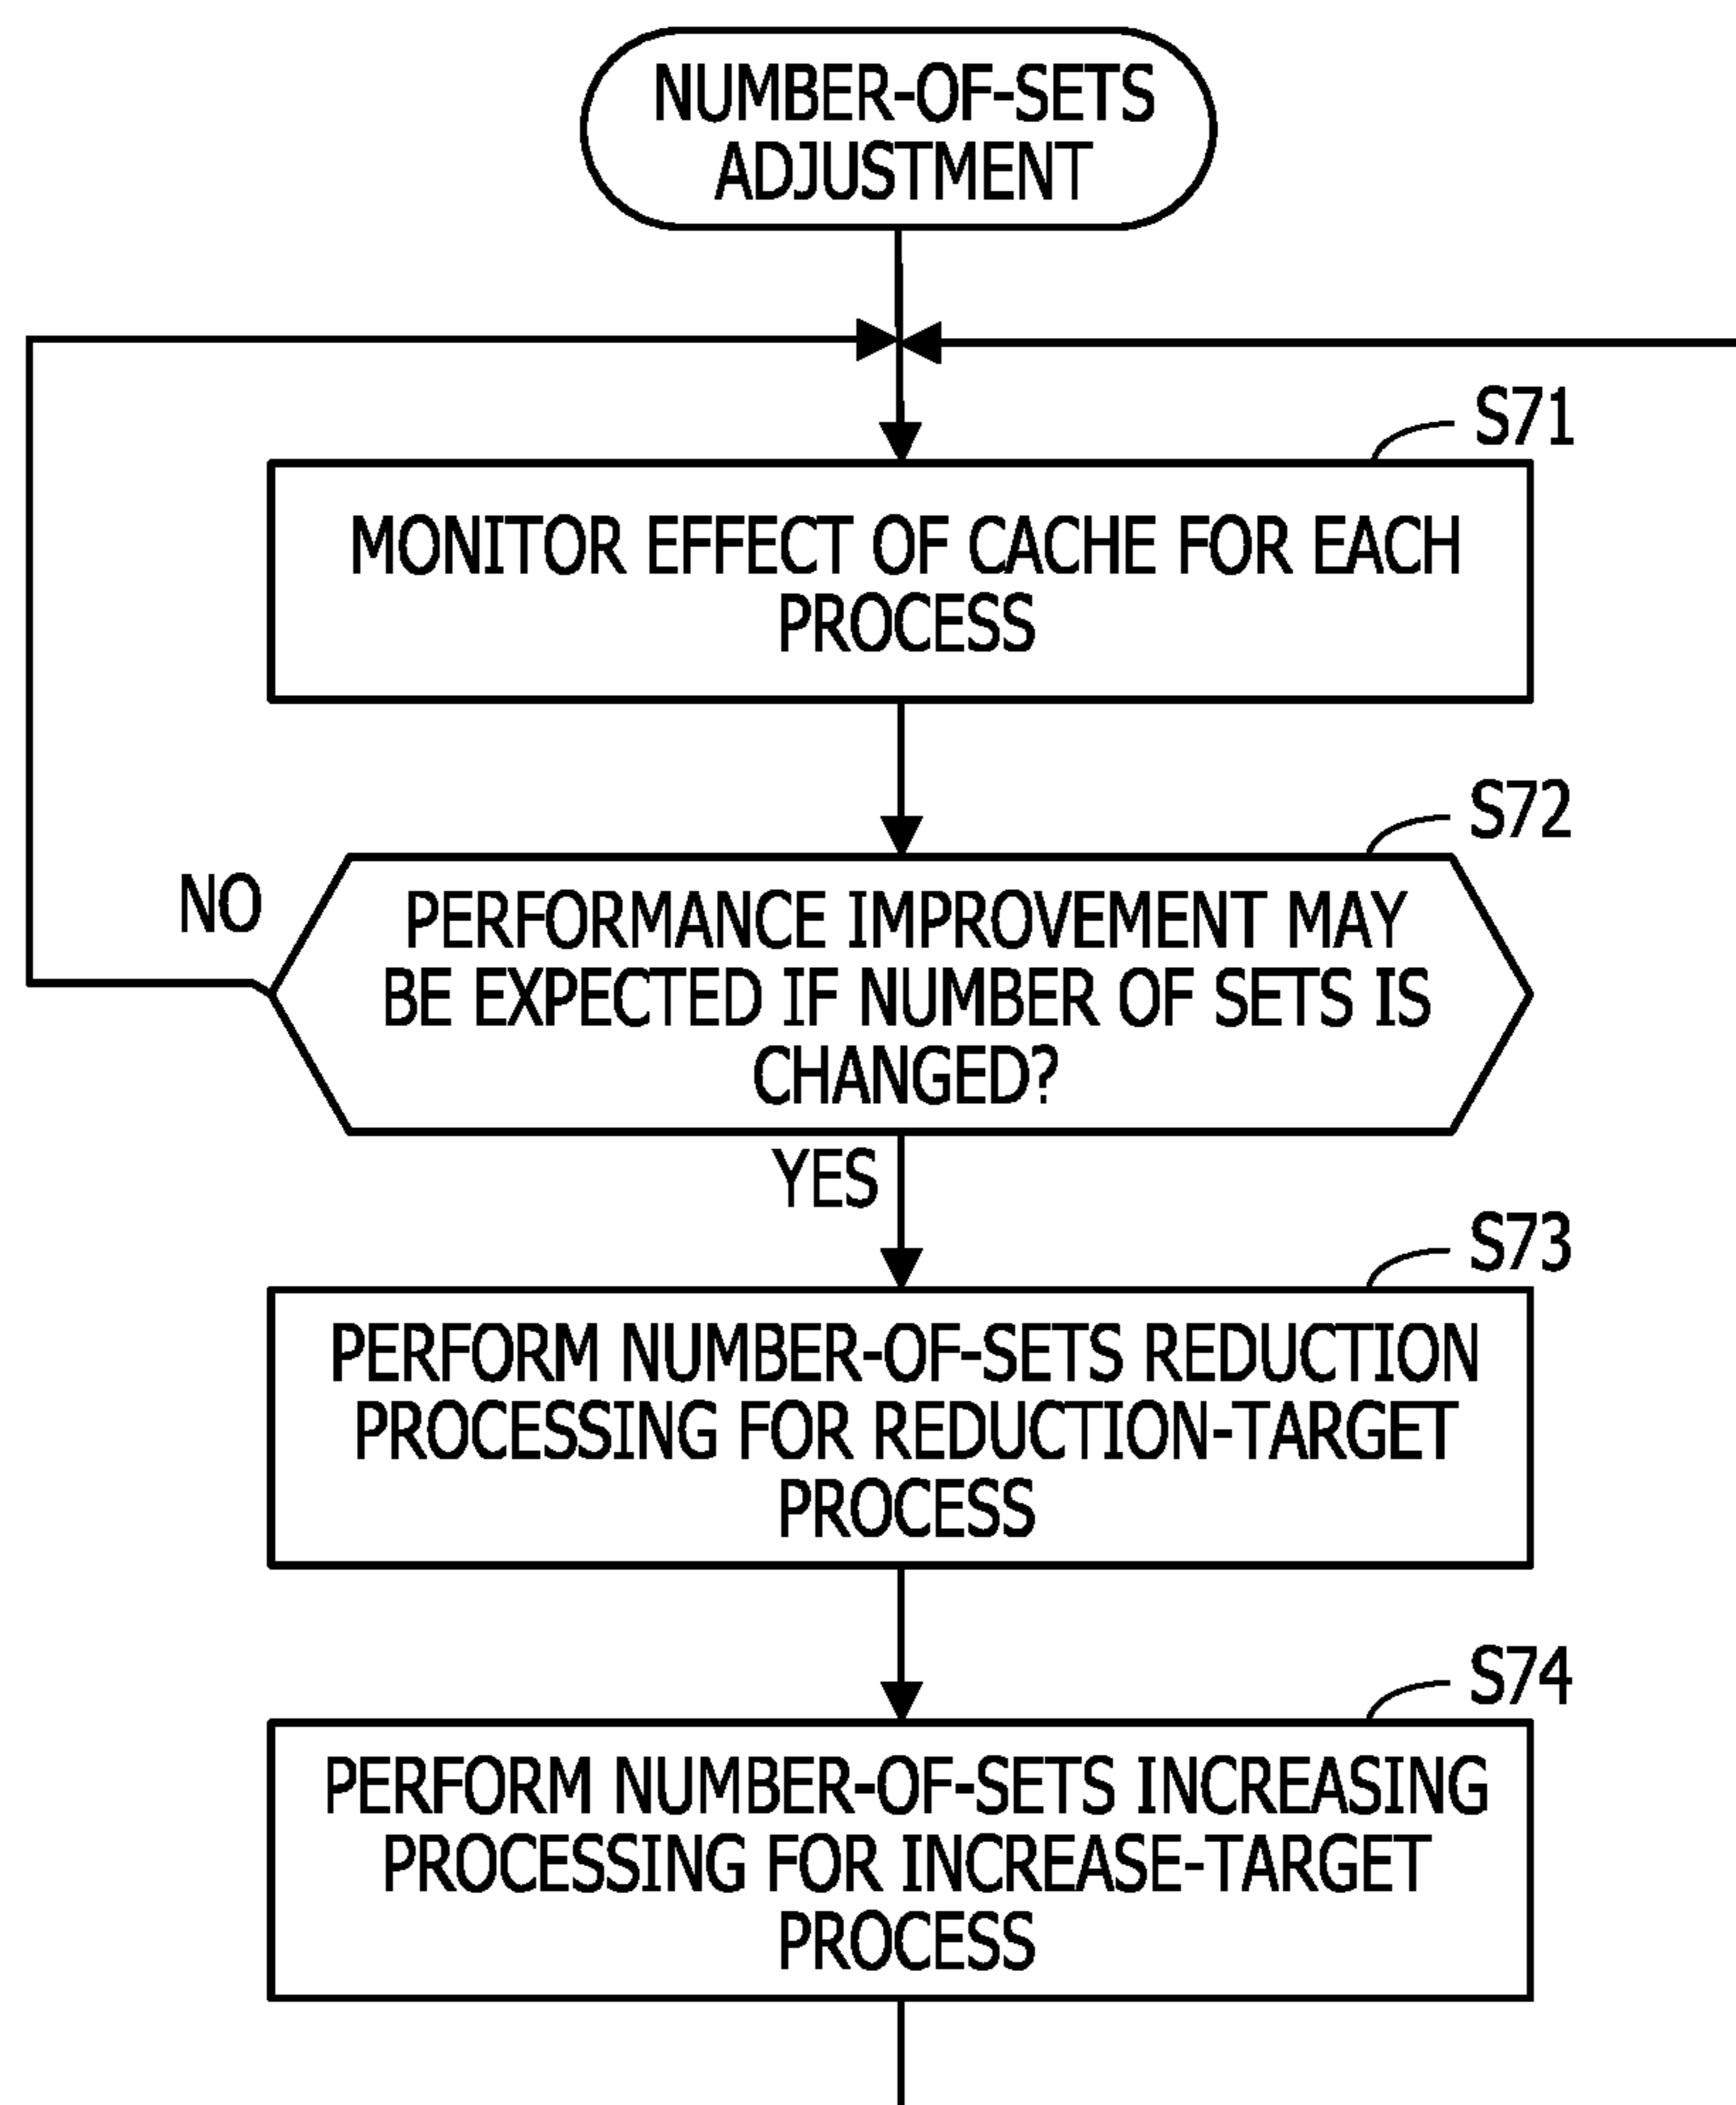 NUMBER-OF-SETS
ADJUSTMENT
S71
MONITOR EFFECT OF CACHE FOR EACH
PROCESS
S72
NO
PERFORMANCE IMPROVEMENT MAY
BE EXPECTED IF NUMBER OF SETS IS
CHANGED?
YES
S73
PERFORM NUMBER-OF-SETS REDUCTION
PROCESSING FOR REDUCTION-TARGET
PROCESS
S74
PERFORM NUMBER-OF-SETS INCREASING
PROCESSING FOR INCREASE-TARGET
PROCESS